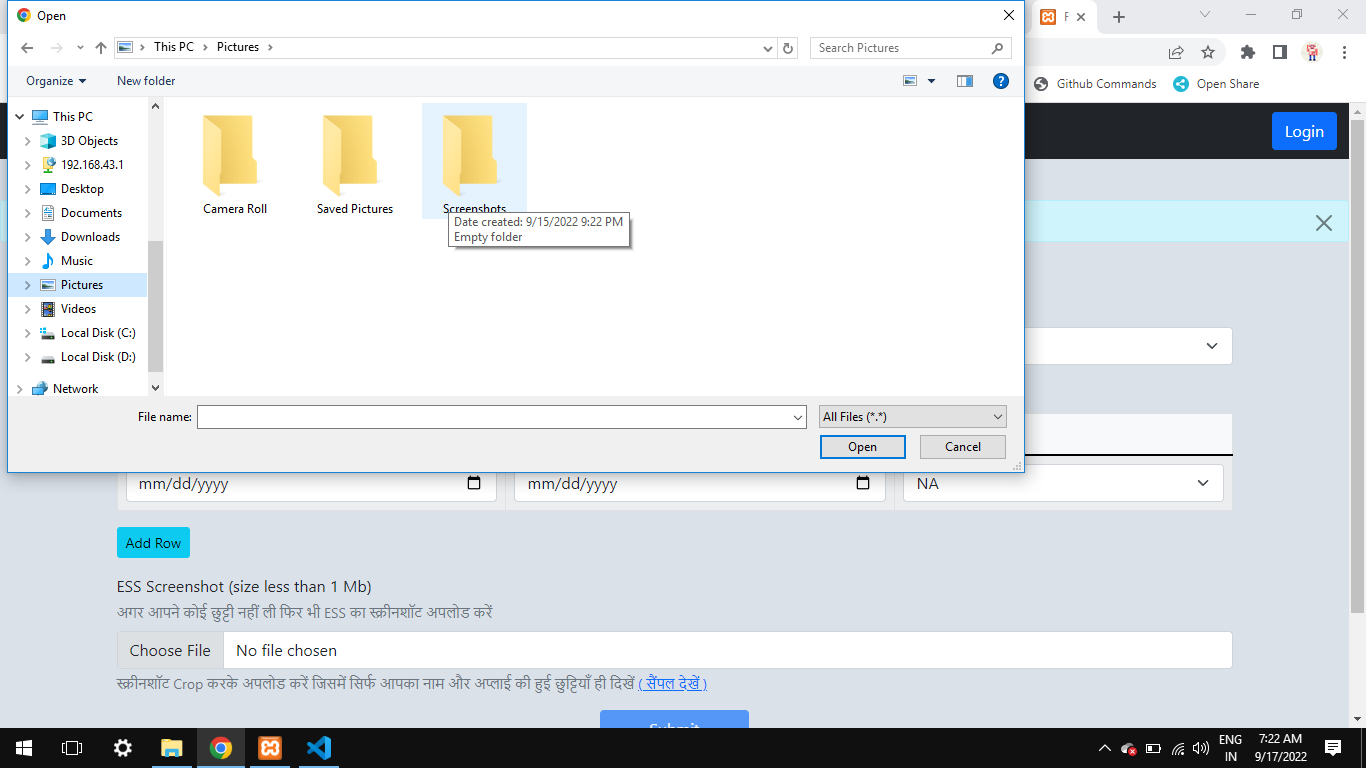 Open
F
This PC
Pictures
Search Pictures
Organize
New folder
Github Commands
Open Share
This PC
3D Objects
192.168.43.1
Desktop
Documents
Downloads
Music
Pictures
Videos
Local Disk (C:)
Local Disk (D:)
Network
Camera Roll
Saved Pictures
Screenshots
Date created: 9/15/2022 9:22 PM
Empty folder
Login
File name:
All Files (*.*)
Open
Cancel
mm/dd/yyyy
mm/dd/yyyy
NA
Add Row
ESS Screenshot (size less than 1 Mb)
अगर आपने कोई छुट्टी नहीं ली फिर भी ESS का स्क्रीनशॉट अपलोड करें
Choose File
No file chosen
स्क्रीनशॉट Crop करके अपलोड करें जिसमें सिर्फ आपका नाम और अप्लाई की हुई छुट्टियाँ ही दिखें ( सैंपल देखें )
Submit
ENG
IN
7:22 AM
9/17/2022